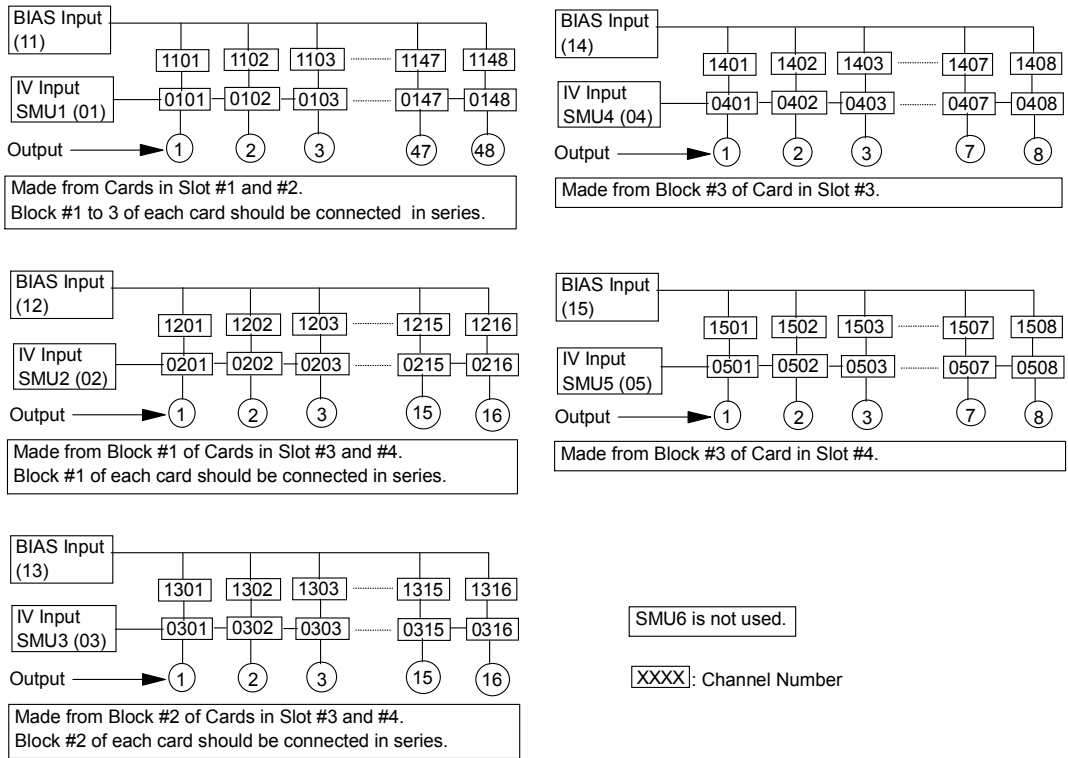 BIAS Input
(11)
1101 1102 1103 1147 1148
IV Input
SMU1 (01)
0101 0102 0103 0147 0148
Output 1 2 3 47 48
Made from Cards in Slot #1 and #2.
Block #1 to 3 of each card should be connected in series.
BIAS Input
(12)
1201 1202 1203 1215 1216
IV Input
SMU2 (02)
0201 0202 0203 0215 0216
Output 1 2 3 15 16
Made from Block #1 of Cards in Slot #3 and #4.
Block #1 of each card should be connected in series.
BIAS Input
(13)
1301 1302 1303 1315 1316
IV Input
SMU3 (03)
0301 0302 0303 0315 0316
Output 1 2 3 15 16
Made from Block #2 of Cards in Slot #3 and #4.
Block #2 of each card should be connected in series.
BIAS Input
(14)
1401 1402 1403 1407 1408
IV Input
SMU4 (04)
0401 0402 0403 0407 0408
Output 1 2 3 7 8
Made from Block #3 of Card in Slot #3.
BIAS Input
(15)
1501 1502 1503 1507 1508
IV Input
SMU5 (05)
0501 0502 0503 0507 0508
Output 1 2 3 7 8
Made from Block #3 of Card in Slot #4.
SMU6 is not used.
XXXX : Channel Number